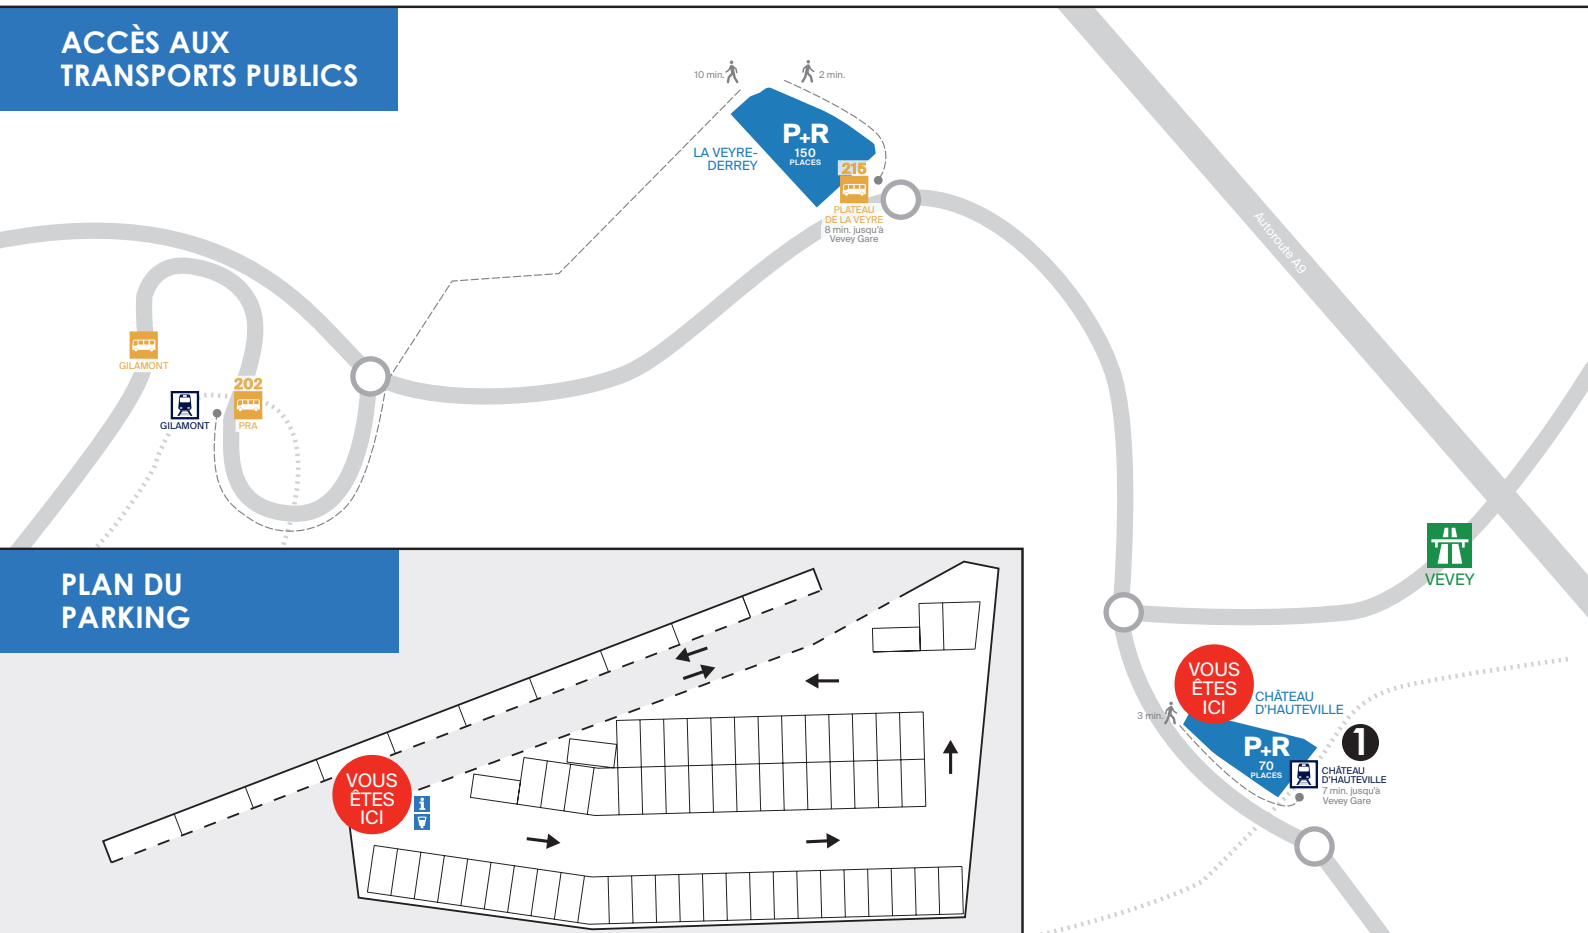 ACCÈS AUX
TRANSPORTS PUBLICS
10 min.
2 min.
P+R
150
PLACES
LA VEYRE-
DERREY
215
PLATEAU
DE LA VEYRE
8 min. jusqu'à
Vevey Gare
Autoroute A9
GILAMONT
202
GILAMONT
PRA
VEVEY
PLAN DU
PARKING
VOUS
ÊTES
ICI
i
VOUS
ÊTES
ICI
CHÂTEAU
D'HAUTEVILLE
3 min.
P+R
70
PLACES
1
CHÂTEAU
D'HAUTEVILLE
7 min. jusqu'à
Vevey Gare